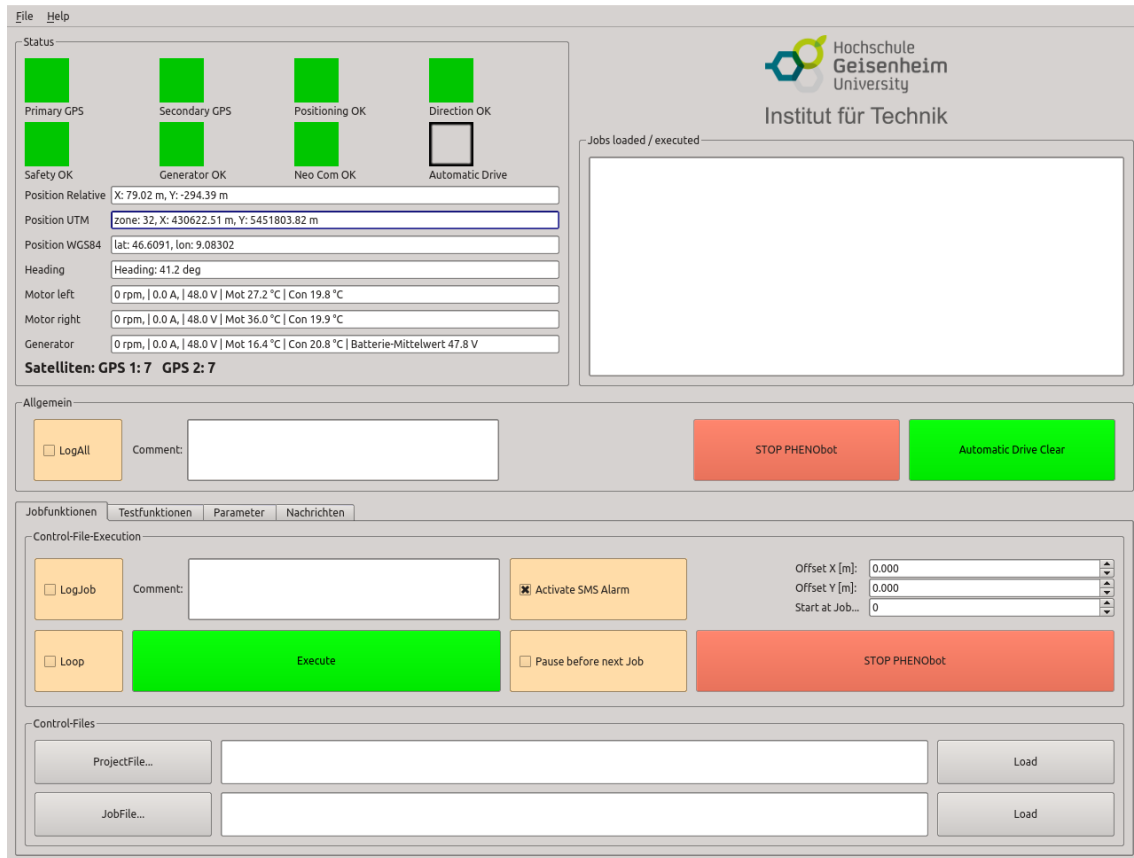 File Help
Status
Primary GPS Secondary GPS Positioning OK Direction OK
Safety OK Generator OK Neo Com OK Automatic Drive
Position Relative X: 79.02 m, Y: -294.39 m
Position UTM zone: 32, X: 430622.51 m, Y: 5451803.82 m
Position WGS84 lat: 46.6091, lon: 9.08302
Heading Heading: 41.2 deg
Motor left 0 rpm, | 0.0 A, | 48.0 V | Mot 27.2 °C | Con 19.8 °C
Motor right 0 rpm, | 0.0 A, | 48.0 V | Mot 36.0 °C | Con 19.9 °C
Generator 0 rpm, | 0.0 A, | 48.0 V | Mot 16.4 °C | Con 20.8 °C | Batterie-Mittelwert 47.8 V
Satelliten: GPS 1: 7 GPS 2: 7
Hochschule
Geisenheim
University
Institut für Technik
Jobs loaded / executed
Allgemein
LogAll Comment: STOP PHENObot Automatic Drive Clear
Jobfunktionen Testfunktionen Parameter Nachrichten
Control-File-Execution
LogJob Comment: Activate SMS Alarm
Offset X [m]: 0.000
Offset Y [m]: 0.000
Start at Job... 0
Loop Execute Pause before next Job STOP PHENObot
Control-Files
ProjectFile... Load
JobFile... Load